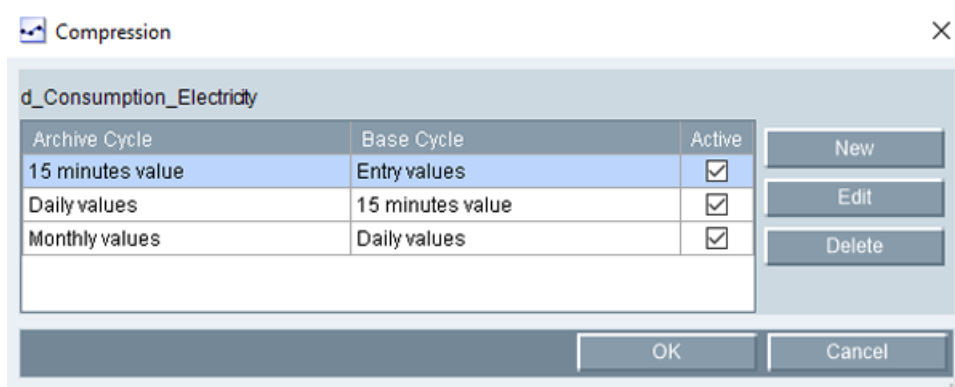 Compression
d_Consumption_Electricity
Archive Cycle Base Cycle Active
15 minutes value Entry values
Daily values 15 minutes value
Monthly values Daily values
New
Edit
Delete
OK Cancel